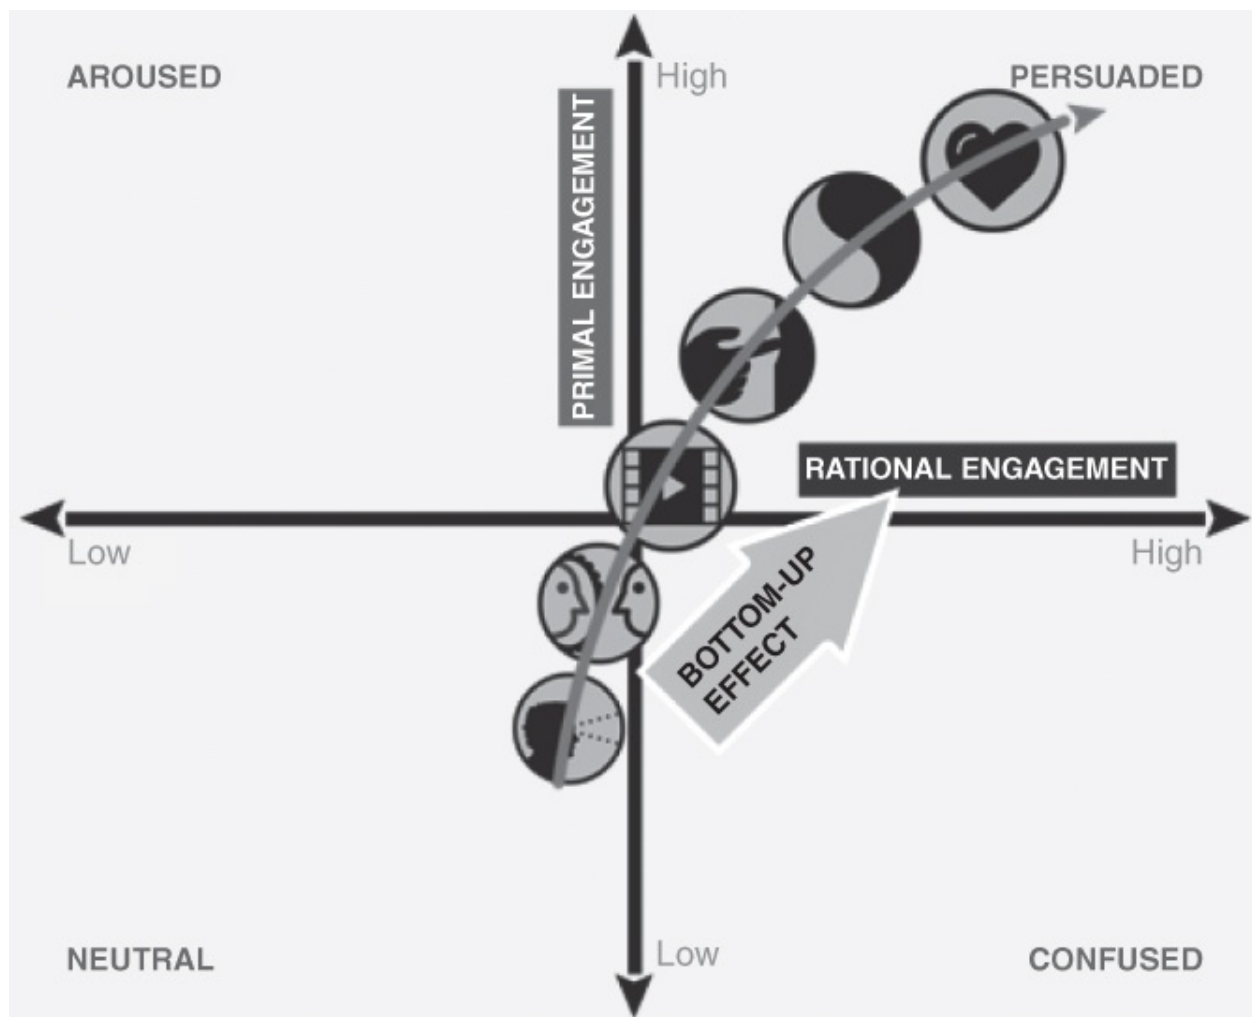 AROUSED
High
PERSUADED
PRIMAL ENGAGEMENT
RATIONAL ENGAGEMENT
Low
High
BOTTOM-UP
EFFECT
NEUTRAL
Low
CONFUSED